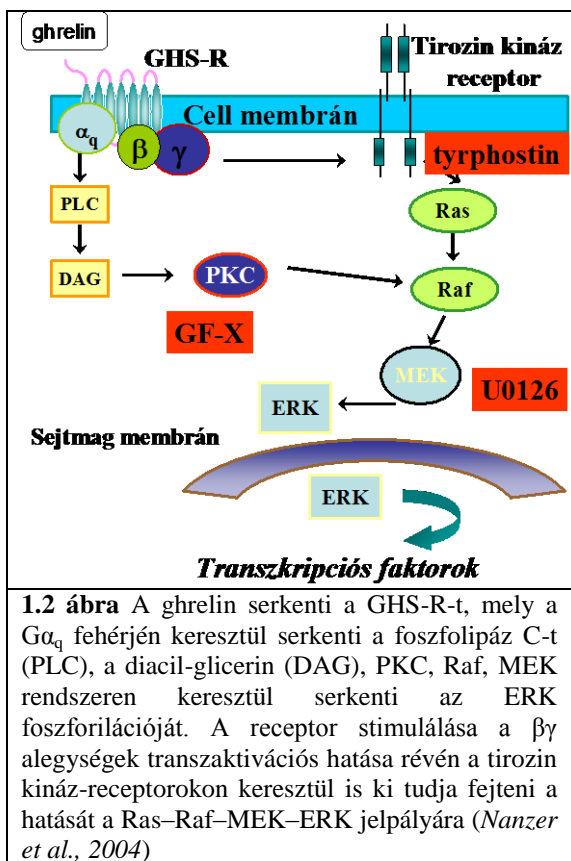 ghrelin
GHS-R
Tirozin kináz
receptor
Cell membrán
αq
β
γ
tyrphostin
PLC
Ras
DAG
PKC
Raf
GF-X
MEK
U0126
ERK
Sejtmag membrán
ERK
Transzkripciós faktorok
1.2 ábra A ghrelin serkenti a GHS-R-t, mely a
Gαq fehérjén keresztül serkenti a foszfolipáz C-t
(PLC), a diacil-glicerin (DAG), PKC, Raf, MEK
rendszeren keresztül serkenti az ERK
foszforilációját. A receptor stimulálása a βγ
alegységek transzaktivációs hatása révén a tirozin
kináz-receptorokon keresztül is ki tudja fejteni a
hatását a Ras–Raf–MEK–ERK jelpályára (Nanzer
et al., 2004)